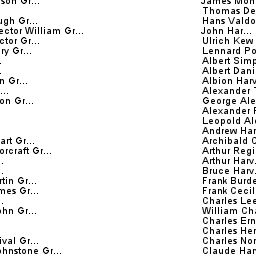 son Gr... James Mon
Thomas De
ugh Gr... Hans Valdo
ector William Gr... John Har...
ctor Gr... Ulrich Kew
ry Gr... Lennard Po
. Albert Simp
. Albert Dani
n Gr... Albion Harv
... Alexander T
on Gr... George Ale
Alexander F
Leopold Ale
Andrew Har
art Gr... Archibald C
orcraft Gr... Arthur Regi
.. Arthur Harv.
. Bruce Harv.
rtin Gr... Frank Burde
mes Gr... Frank Cecil
.. Charles Lee
ohn Gr... William Cha
Charles Ern
Charles Her
ival Gr... Charles Nor
ohnstone Gr... Claude Har